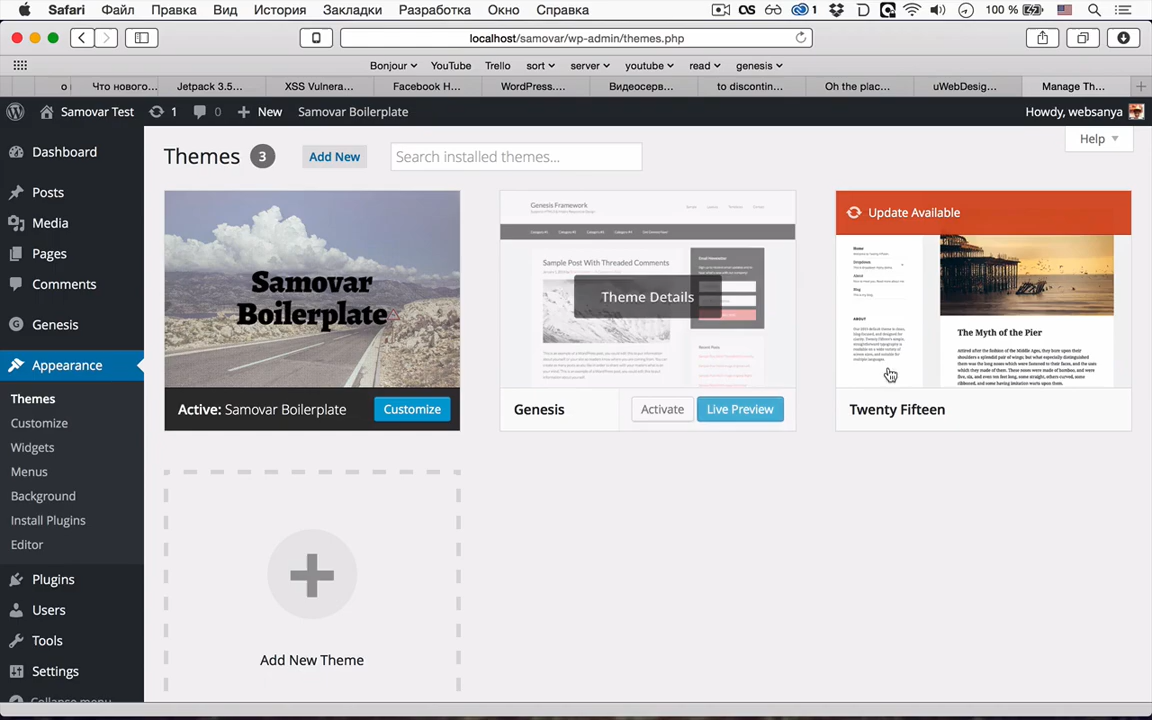 Safari Файл Правка Вид История Закладки Разработка Окно Справка 1 100 %
localhost/samovar/wp-admin/themes.php
Bonjour YouTube Trello sort server youtube read genesis
Что нового... Jetpack 3.5... XSS Vulnera... Facebook H... WordPress.... Видеосерв... to discontin... Oh the plac... uWebDesig... Manage Th...
Samovar Test 1 0 New Samovar Boilerplate Howdy, websanya
Help
Themes 3 Add New Search installed themes...
Dashboard
Posts
Media
Pages
Comments
Genesis
Appearance
Themes
Customize
Widgets
Menus
Background
Install Plugins
Editor
Plugins
Users
Tools
Settings
Collapse menu
Samovar
Boilerplate
Active: Samovar Boilerplate Customize
Genesis Framework
Sample Post With Threaded Comments
Theme Details
Genesis Activate Live Preview
Update Available
ABOUT
The Myth of the Pier
Twenty Fifteen
Add New Theme